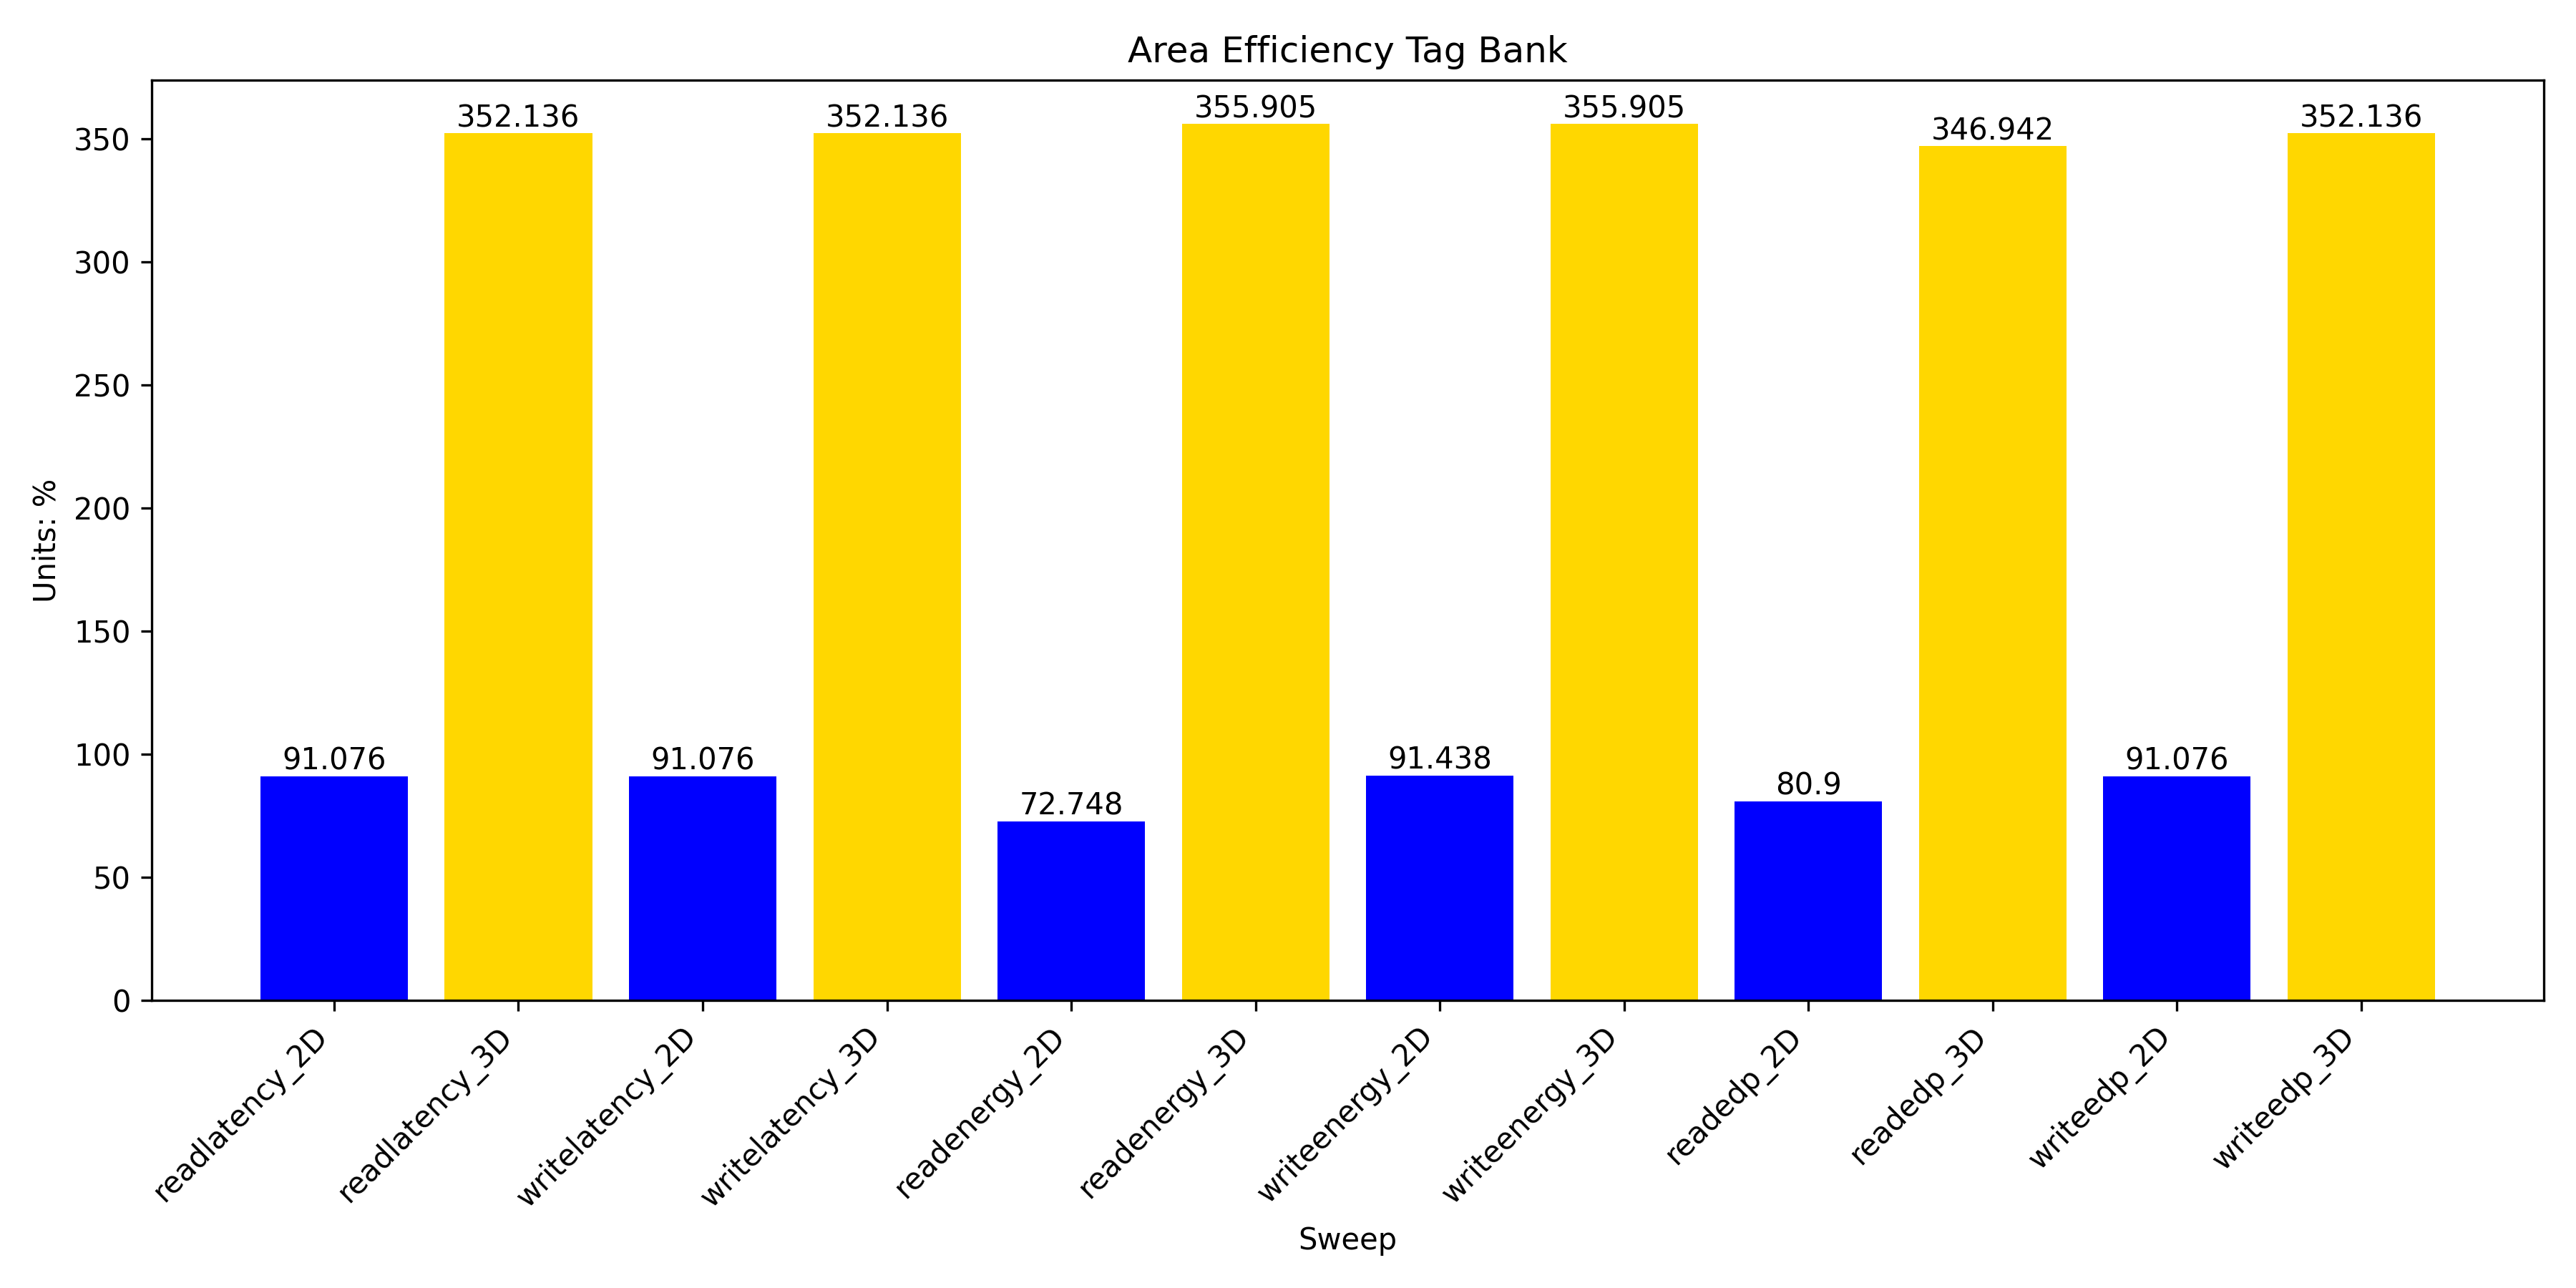 Area Efficiency Tag Bank
Units: %
350
300
250
200
150
100
50
0
91.076
352.136
91.076
352.136
72.748
355.905
91.438
355.905
80.9
346.942
91.076
352.136
readlatency_2D
readlatency_3D
writelatency_2D
writelatency_3D
readenergy_2D
readenergy_3D
writeenergy_2D
writeenergy_3D
readedp_2D
readedp_3D
writeedp_2D
writeedp_3D
Sweep